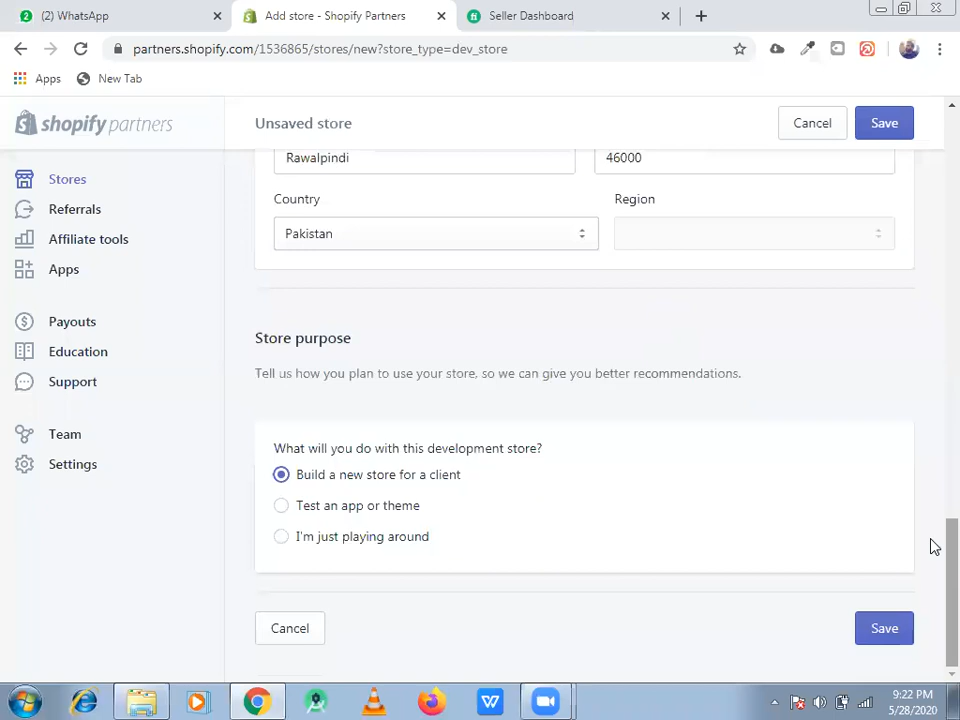 2 (2) WhatsApp
Add store - Shopify Partners
fi Seller Dashboard
partners.shopify.com/1536865/stores/new?store_type=dev_store
Apps
New Tab
shopify partners
Unsaved store
Cancel
Save
Stores
Referrals
Affiliate tools
Apps
Payouts
Education
Support
Team
Settings
Rawalpindi
46000
Country
Region
Pakistan
Store purpose
Tell us how you plan to use your store, so we can give you better recommendations.
What will you do with this development store?
Build a new store for a client
Test an app or theme
I'm just playing around
Cancel
Save
W
9:22 PM
5/28/2020